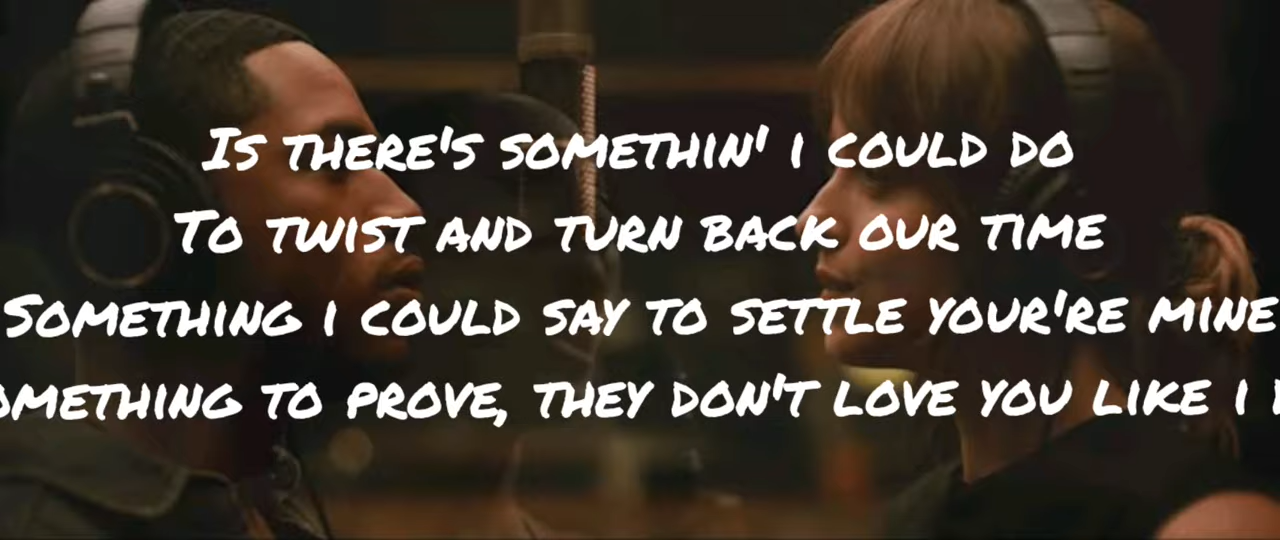 Is there's somethin' i could do
To twist and turn back our time
Something i could say to settle your're mine
omething to prove, they don't love you like i